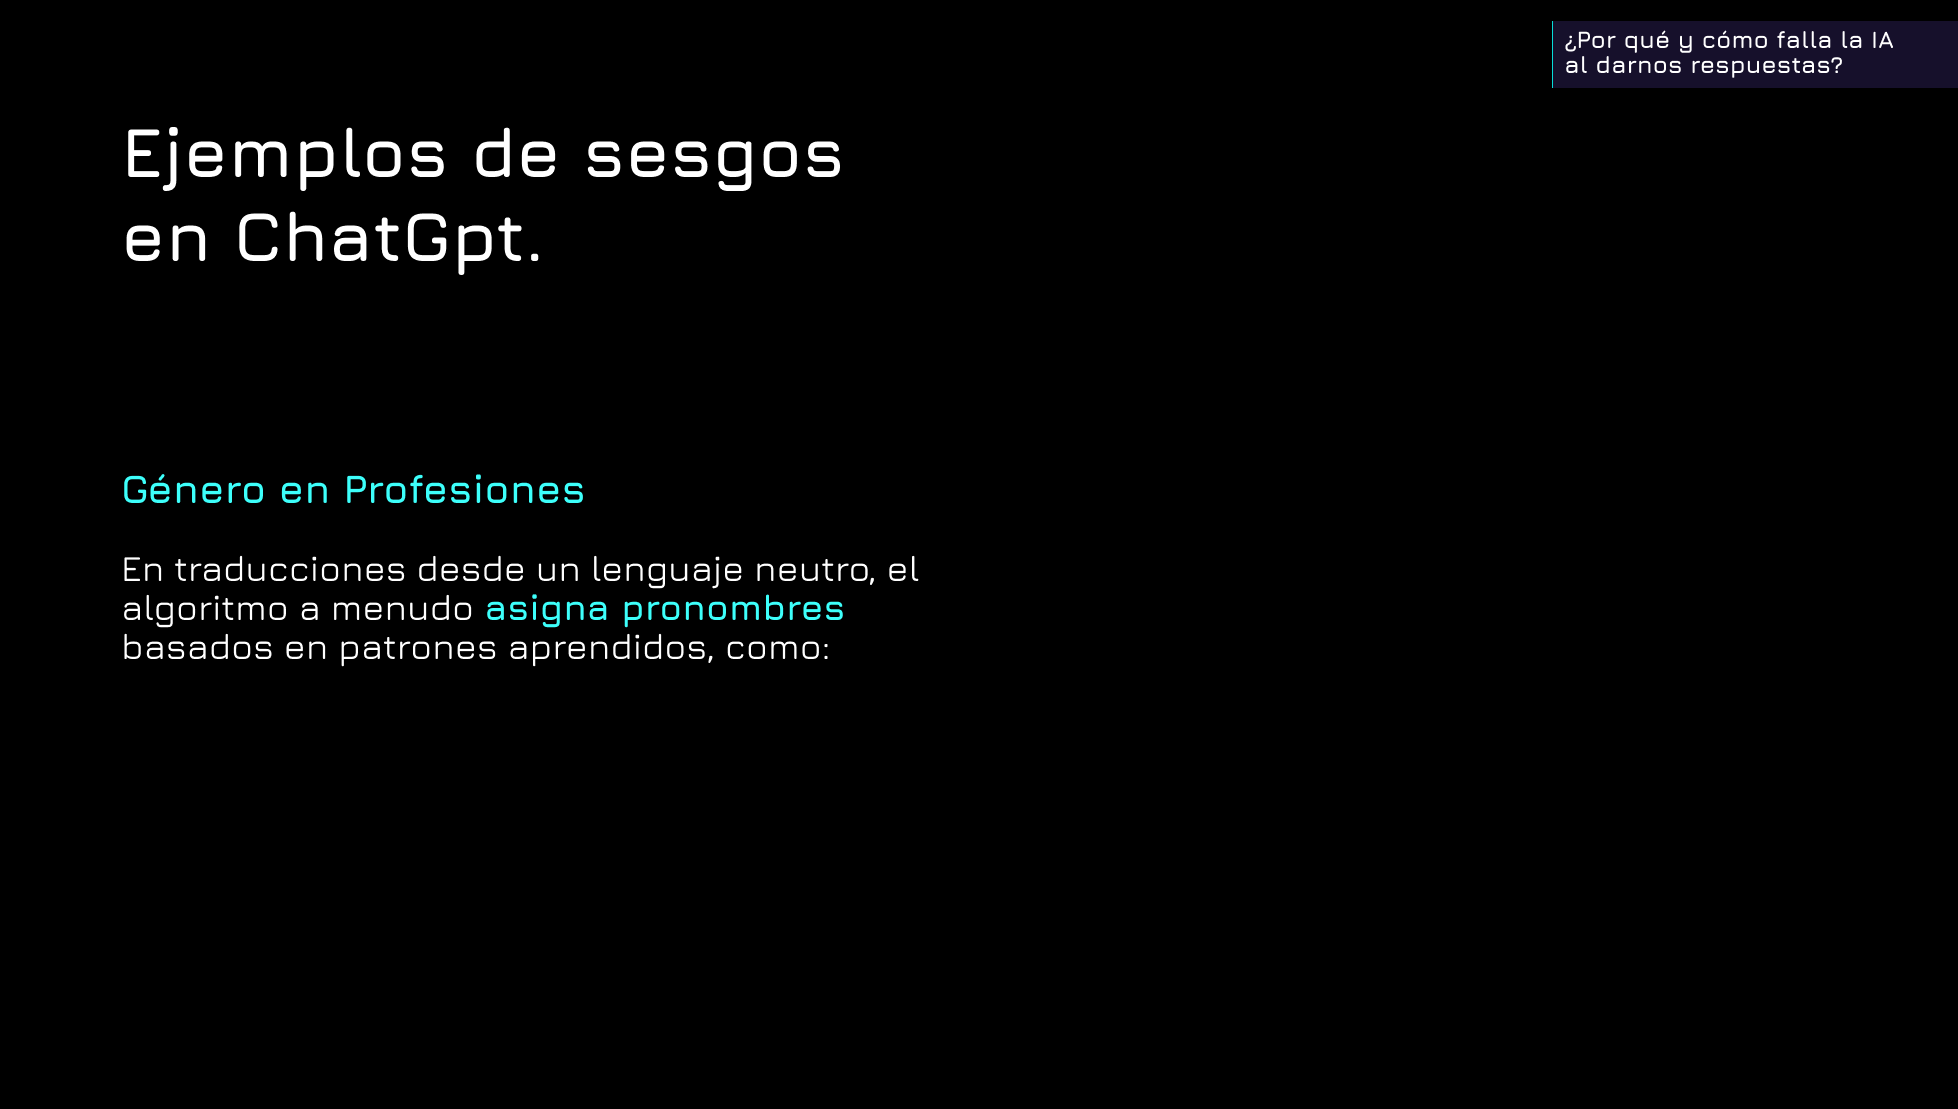 ¿Por qué y cómo falla la IA
al darnos respuestas?
Ejemplos de sesgos
en ChatGpt.
Género en Profesiones
En traducciones desde un lenguaje neutro, el
algoritmo a menudo asigna pronombres
basados en patrones aprendidos, como: